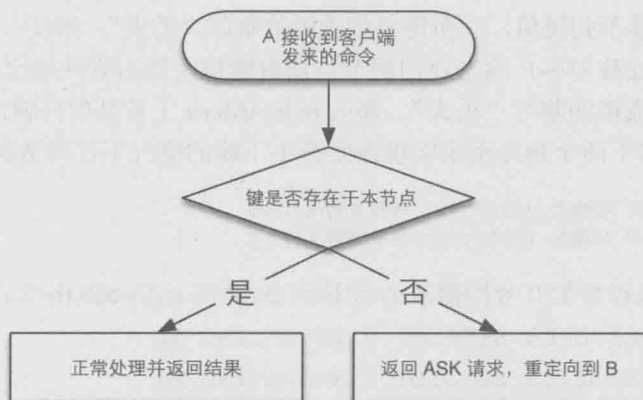 A 接收到客户端
发来的命令
键是否存在于本节点
是
否
正常处理并返回结果
返回 ASK 请求，重定向到 B